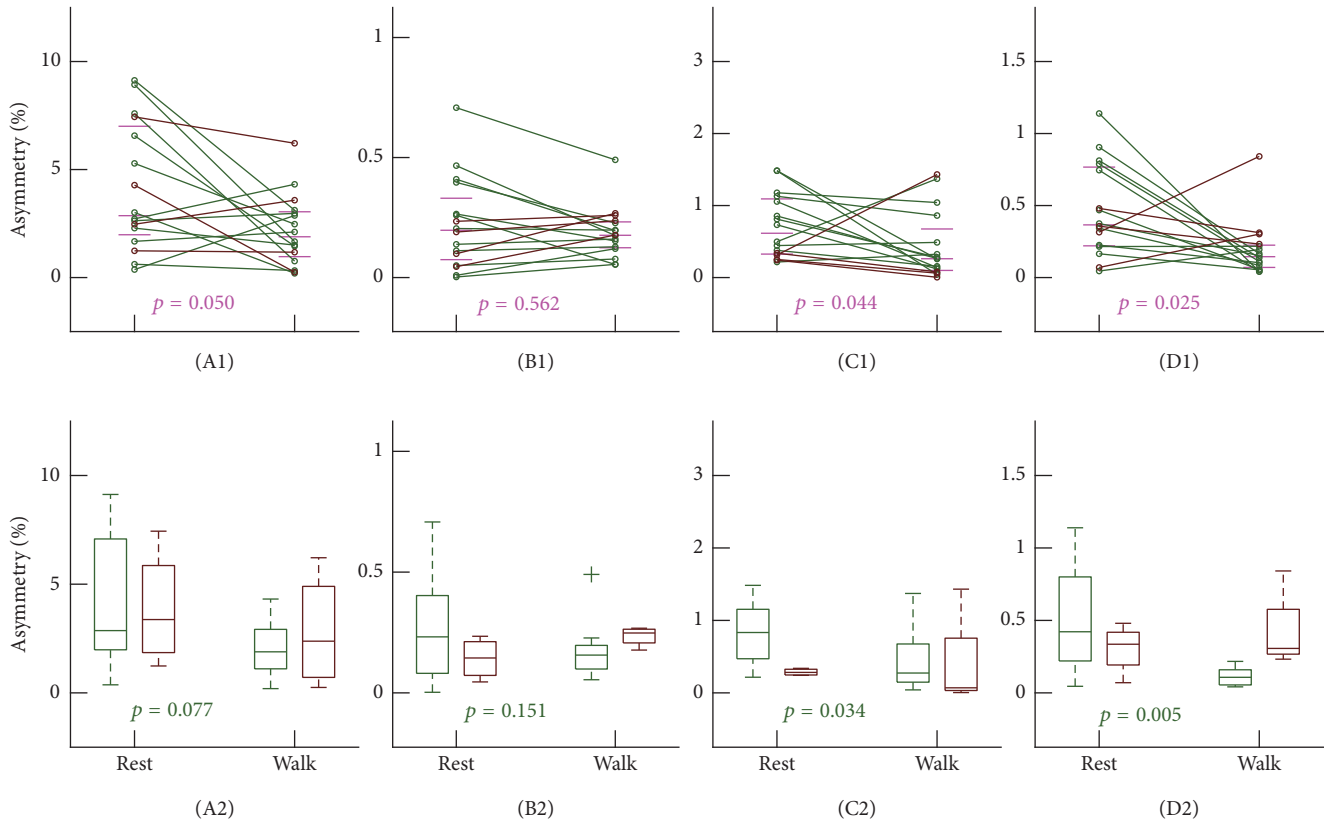 Asymmetry (%)
10
5
0
p = 0.050
(A1)
1
0.5
0
p = 0.562
(B1)
3
2
1
0
p = 0.044
(C1)
1.5
1
0.5
0
p = 0.025
(D1)
Asymmetry (%)
10
5
0
p = 0.077
Rest Walk
(A2)
1
0.5
0
p = 0.151
Rest Walk
(B2)
3
2
1
0
p = 0.034
Rest Walk
(C2)
1.5
1
0.5
0
p = 0.005
Rest Walk
(D2)